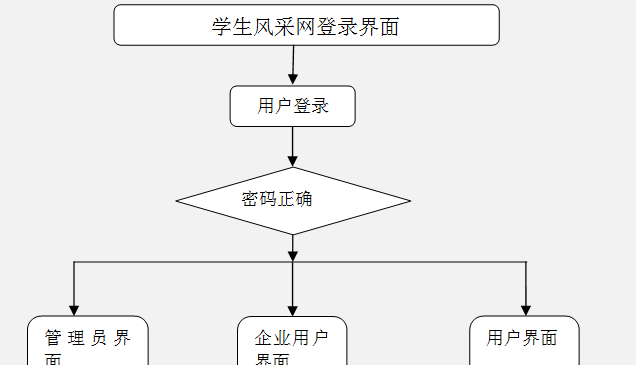 学生风采网登录界面
用户登录
密码正确
管理员界
面
企业用户
界面
用户界面